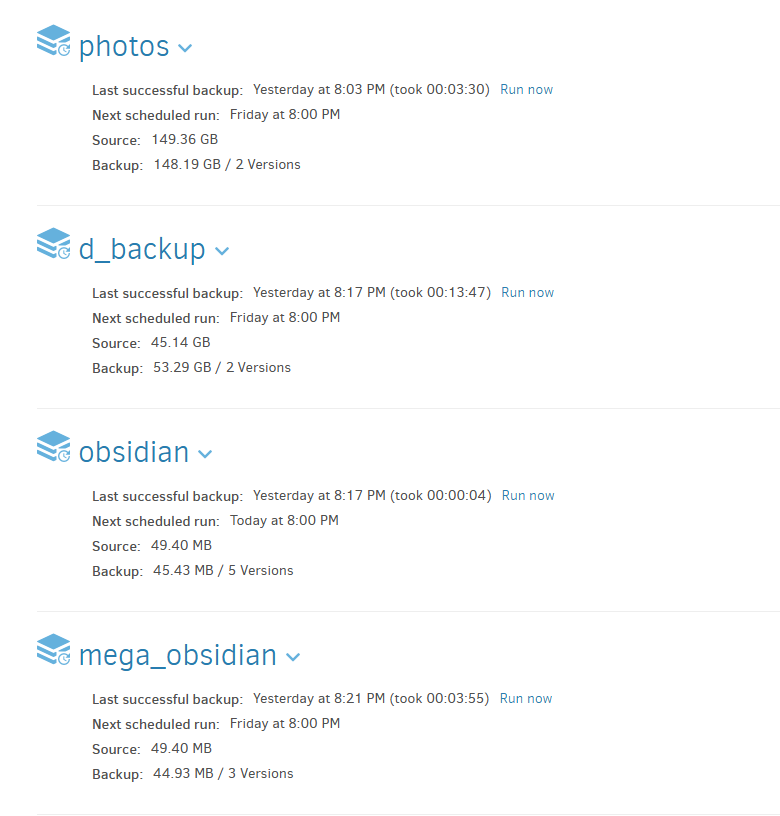 photos
Last successful backup: Yesterday at 8:03 PM (took 00:03:30) Run now
Next scheduled run: Friday at 8:00 PM
Source: 149.36 GB
Backup: 148.19 GB / 2 Versions
d_backup
Last successful backup: Yesterday at 8:17 PM (took 00:13:47) Run now
Next scheduled run: Friday at 8:00 PM
Source: 45.14 GB
Backup: 53.29 GB / 2 Versions
obsidian
Last successful backup: Yesterday at 8:17 PM (took 00:00:04) Run now
Next scheduled run: Today at 8:00 PM
Source: 49.40 MB
Backup: 45.43 MB / 5 Versions
mega_obsidian
Last successful backup: Yesterday at 8:21 PM (took 00:03:55) Run now
Next scheduled run: Friday at 8:00 PM
Source: 49.40 MB
Backup: 44.93 MB / 3 Versions